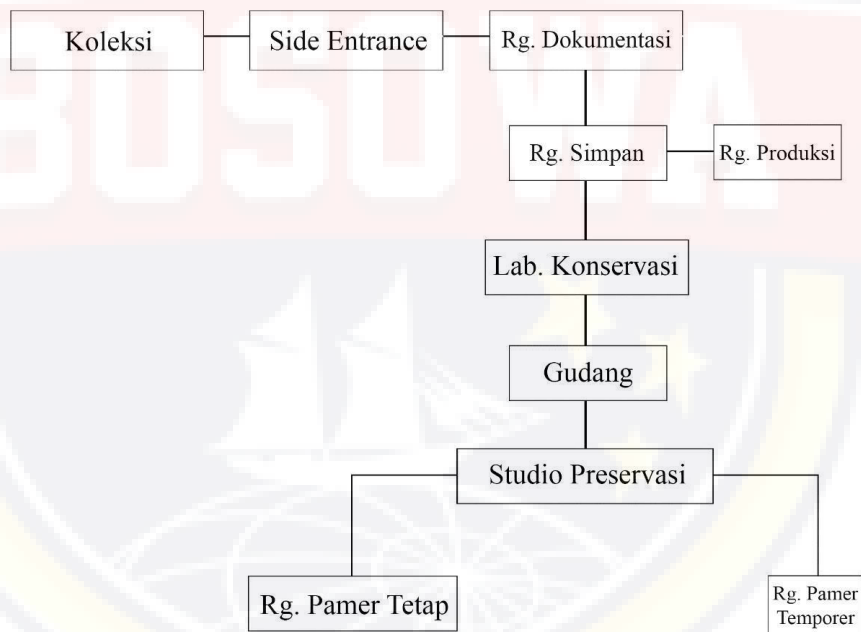 Koleksi
Side Entrance
Rg. Dokumentasi
BOSOWA
Rg. Simpan
Rg. Produksi
Lab. Konservasi
Gudang
Studio Preservasi
Rg. Pamer Tetap
Rg. Pamer
Temporer